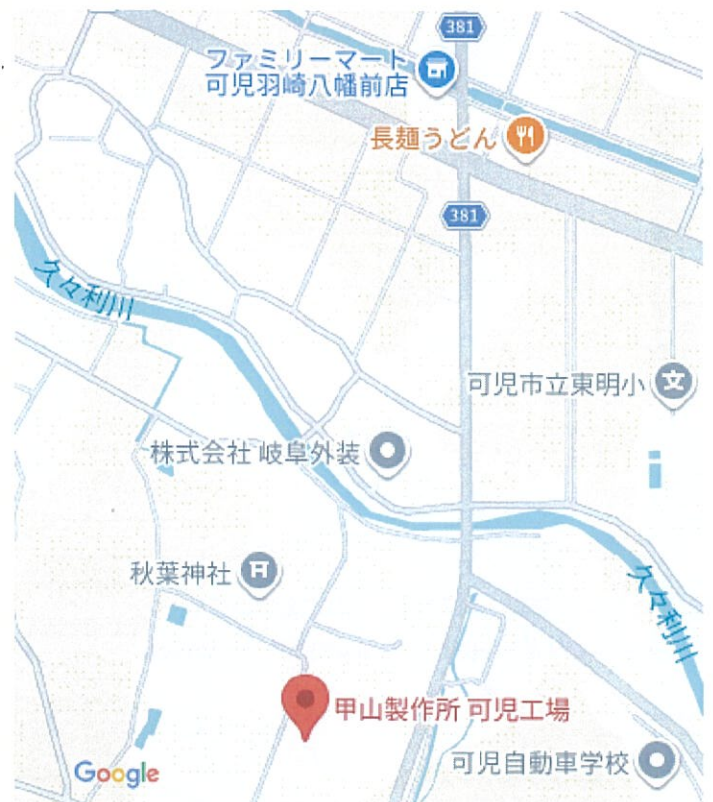 381
ファミリーマート
可児羽崎八幡前店
長麺うどん
381
久々利川
可児市立東明小
文
株式会社 岐阜外装
秋葉神社
久々利川
甲山製作所 可児工場
可児自動車学校
Google